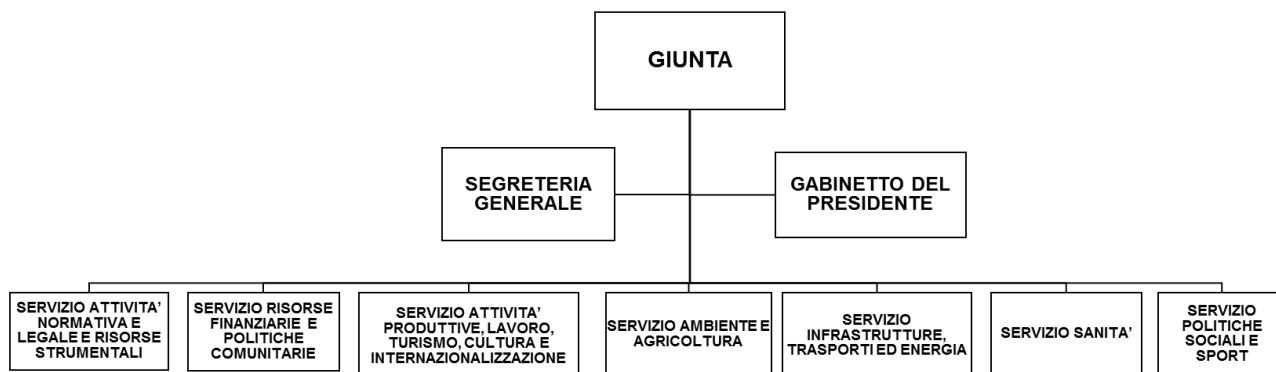 GIUNTA
SEGRETERIA
GENERALE
GABINETTO DEL
PRESIDENTE
SERVIZIO ATTIVITA’
NORMATIVA E
LEGALE E RISORSE
STRUMENTALI
SERVIZIO RISORSE
FINANZIARIE E
POLITICHE
COMUNITARIE
SERVIZIO ATTIVITA’
PRODUTTIVE, LAVORO,
TURISMO, CULTURA E
INTERNAZIONALIZZAZIONE
SERVIZIO AMBIENTE E
AGRICOLTURA
SERVIZIO
INFRASTRUTTURE,
TRASPORTI ED ENERGIA
SERVIZIO SANITA’
SERVIZIO
POLITICHE
SOCIALI E
SPORT